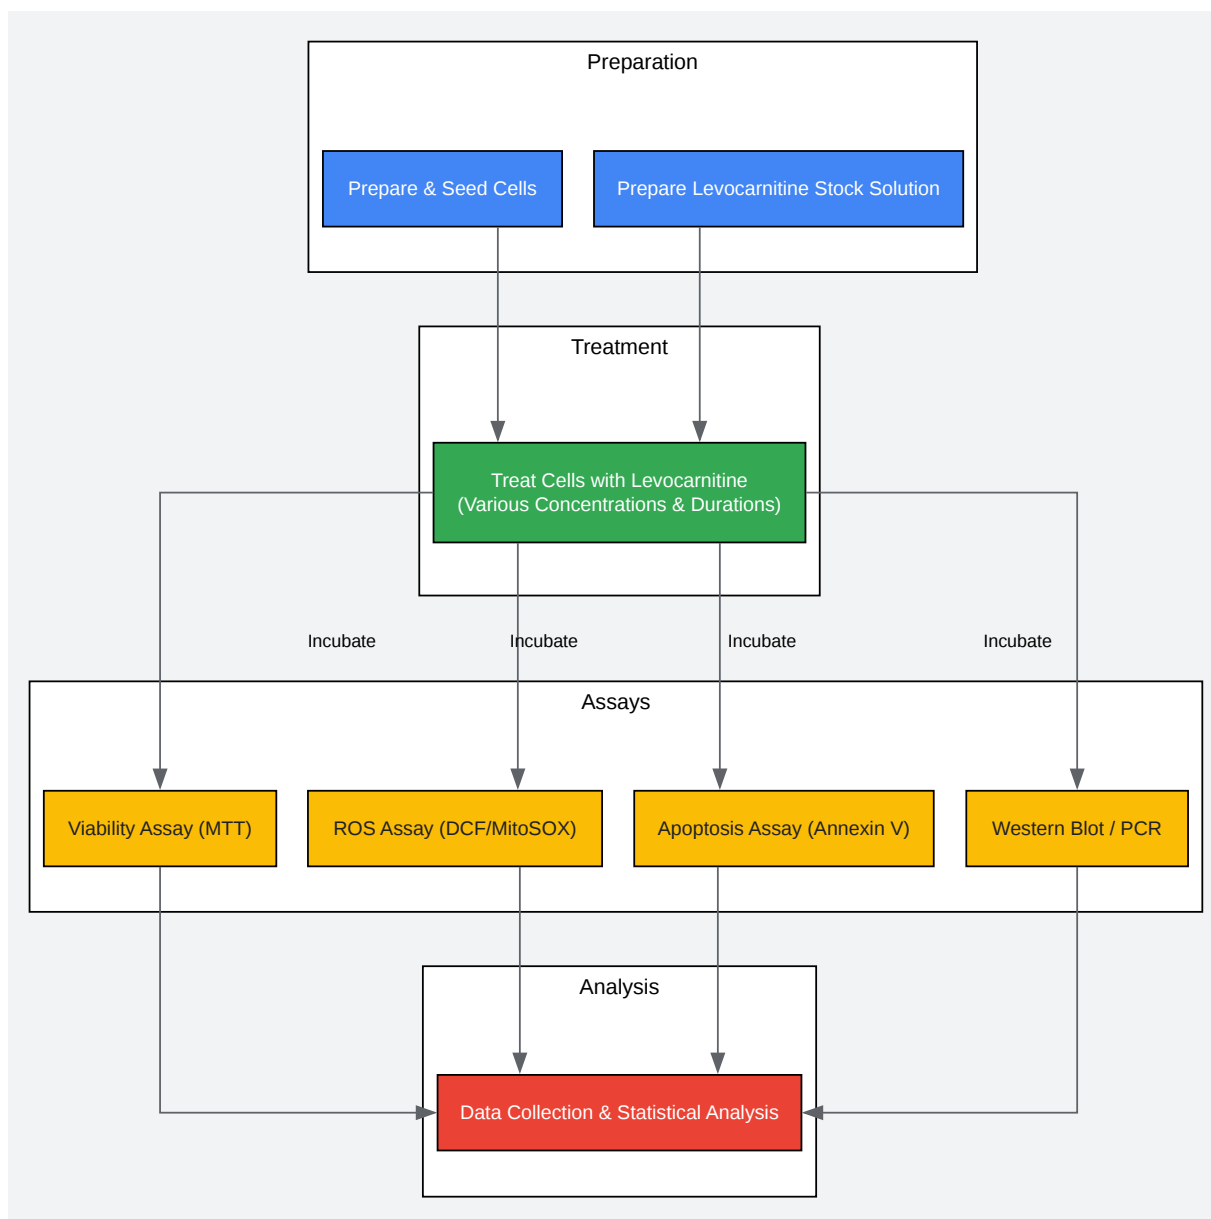 Preparation
Prepare & Seed Cells
Prepare Levocarnitine Stock Solution
Treatment
Treat Cells with Levocarnitine
(Various Concentrations & Durations)
Incubate
Incubate
Incubate
Incubate
Assays
Viability Assay (MTT)
ROS Assay (DCF/MitoSOX)
Apoptosis Assay (Annexin V)
Western Blot / PCR
Analysis
Data Collection & Statistical Analysis